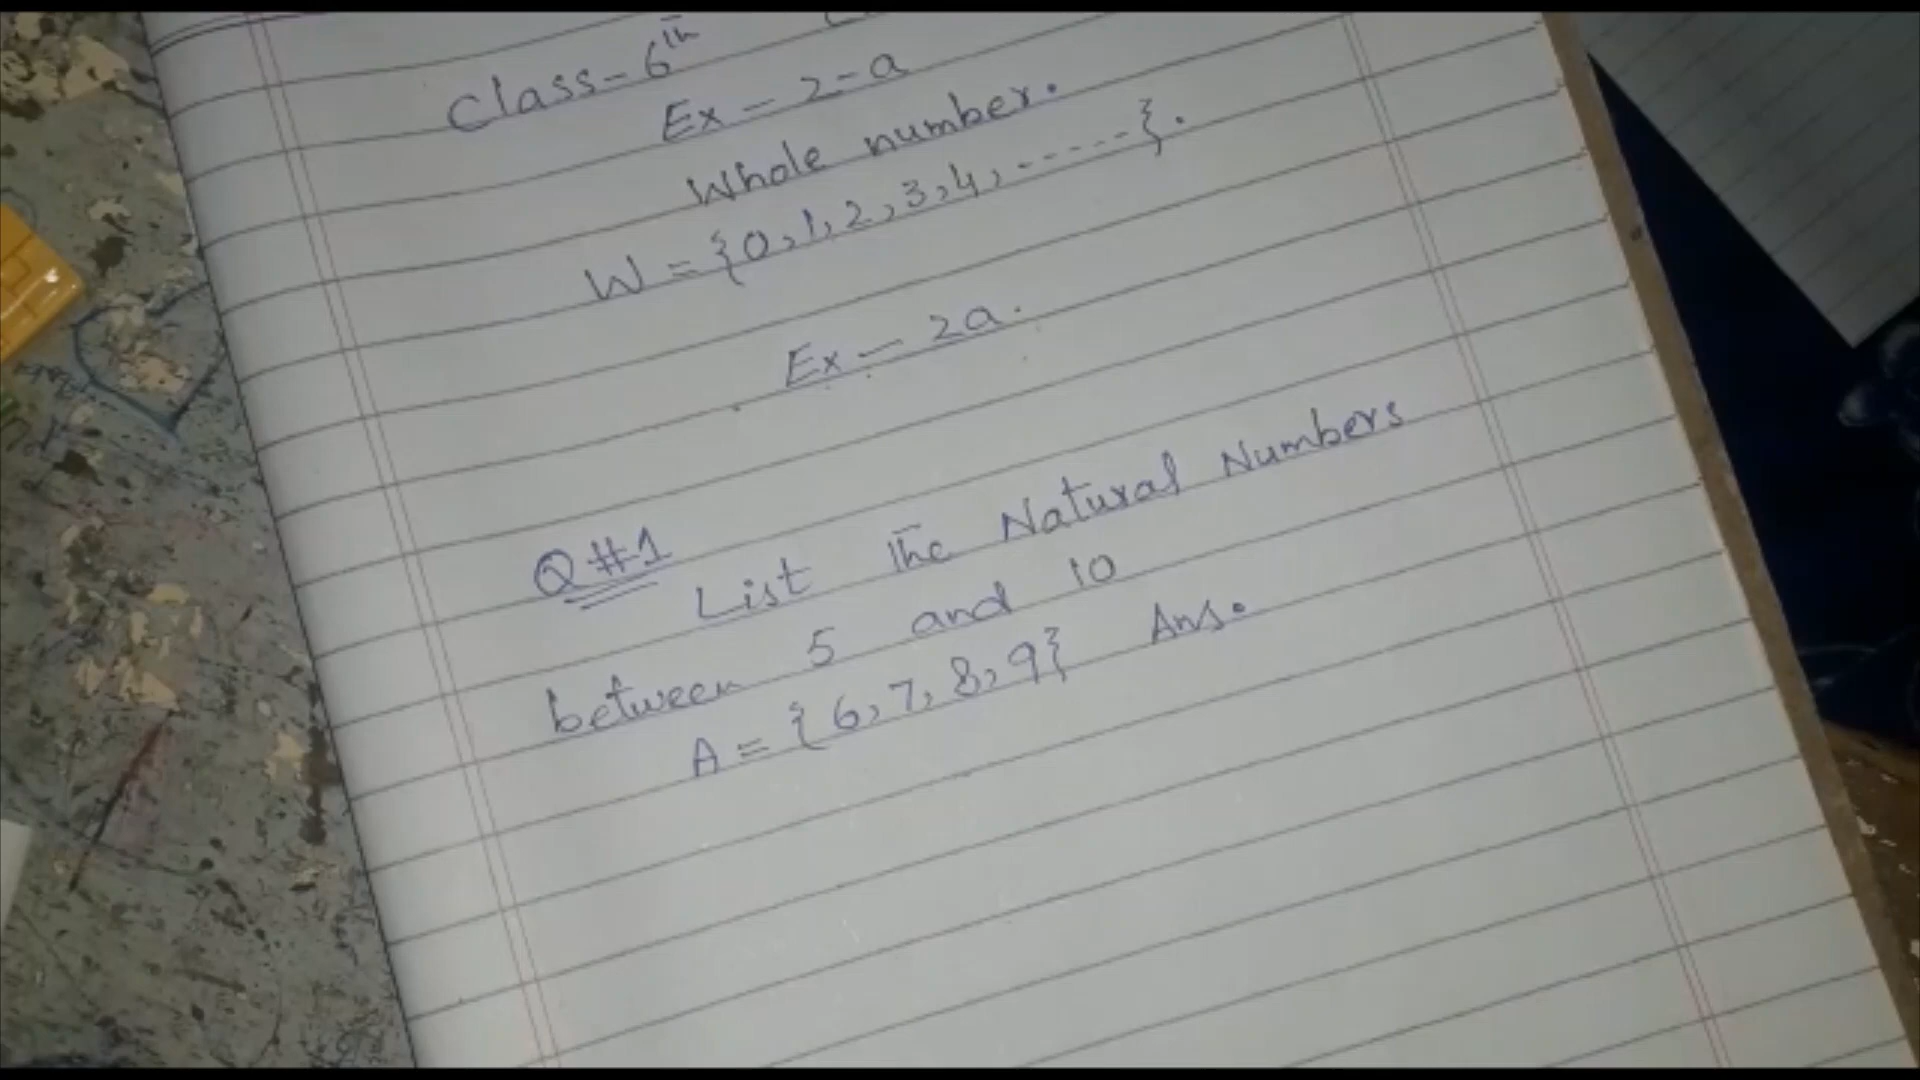 Class-6th
Ex - 2-a
Whole number.
W = {0,1,2,3,4,-----}.
Ex - 2a.
Q#1
List the Natural Numbers
between 5 and 10
A = {6,7,8,9} Ans.